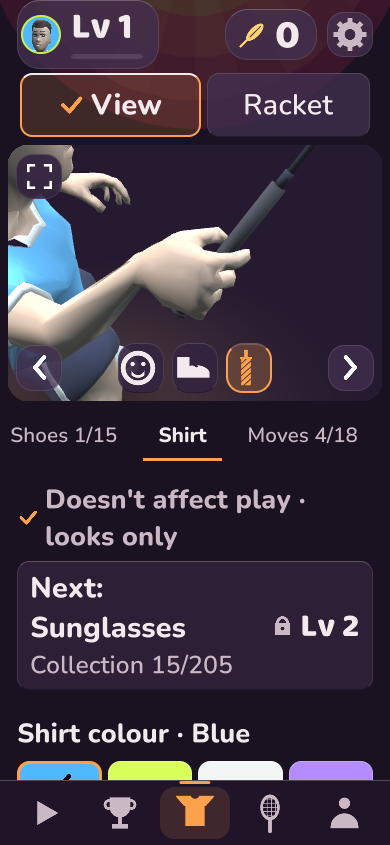 Lv 1
0
View
Racket
Shoes 1/15
Shirt
Moves 4/18
Doesn't affect play ·
looks only
Next:
Sunglasses
Lv 2
Collection 15/205
Shirt colour · Blue